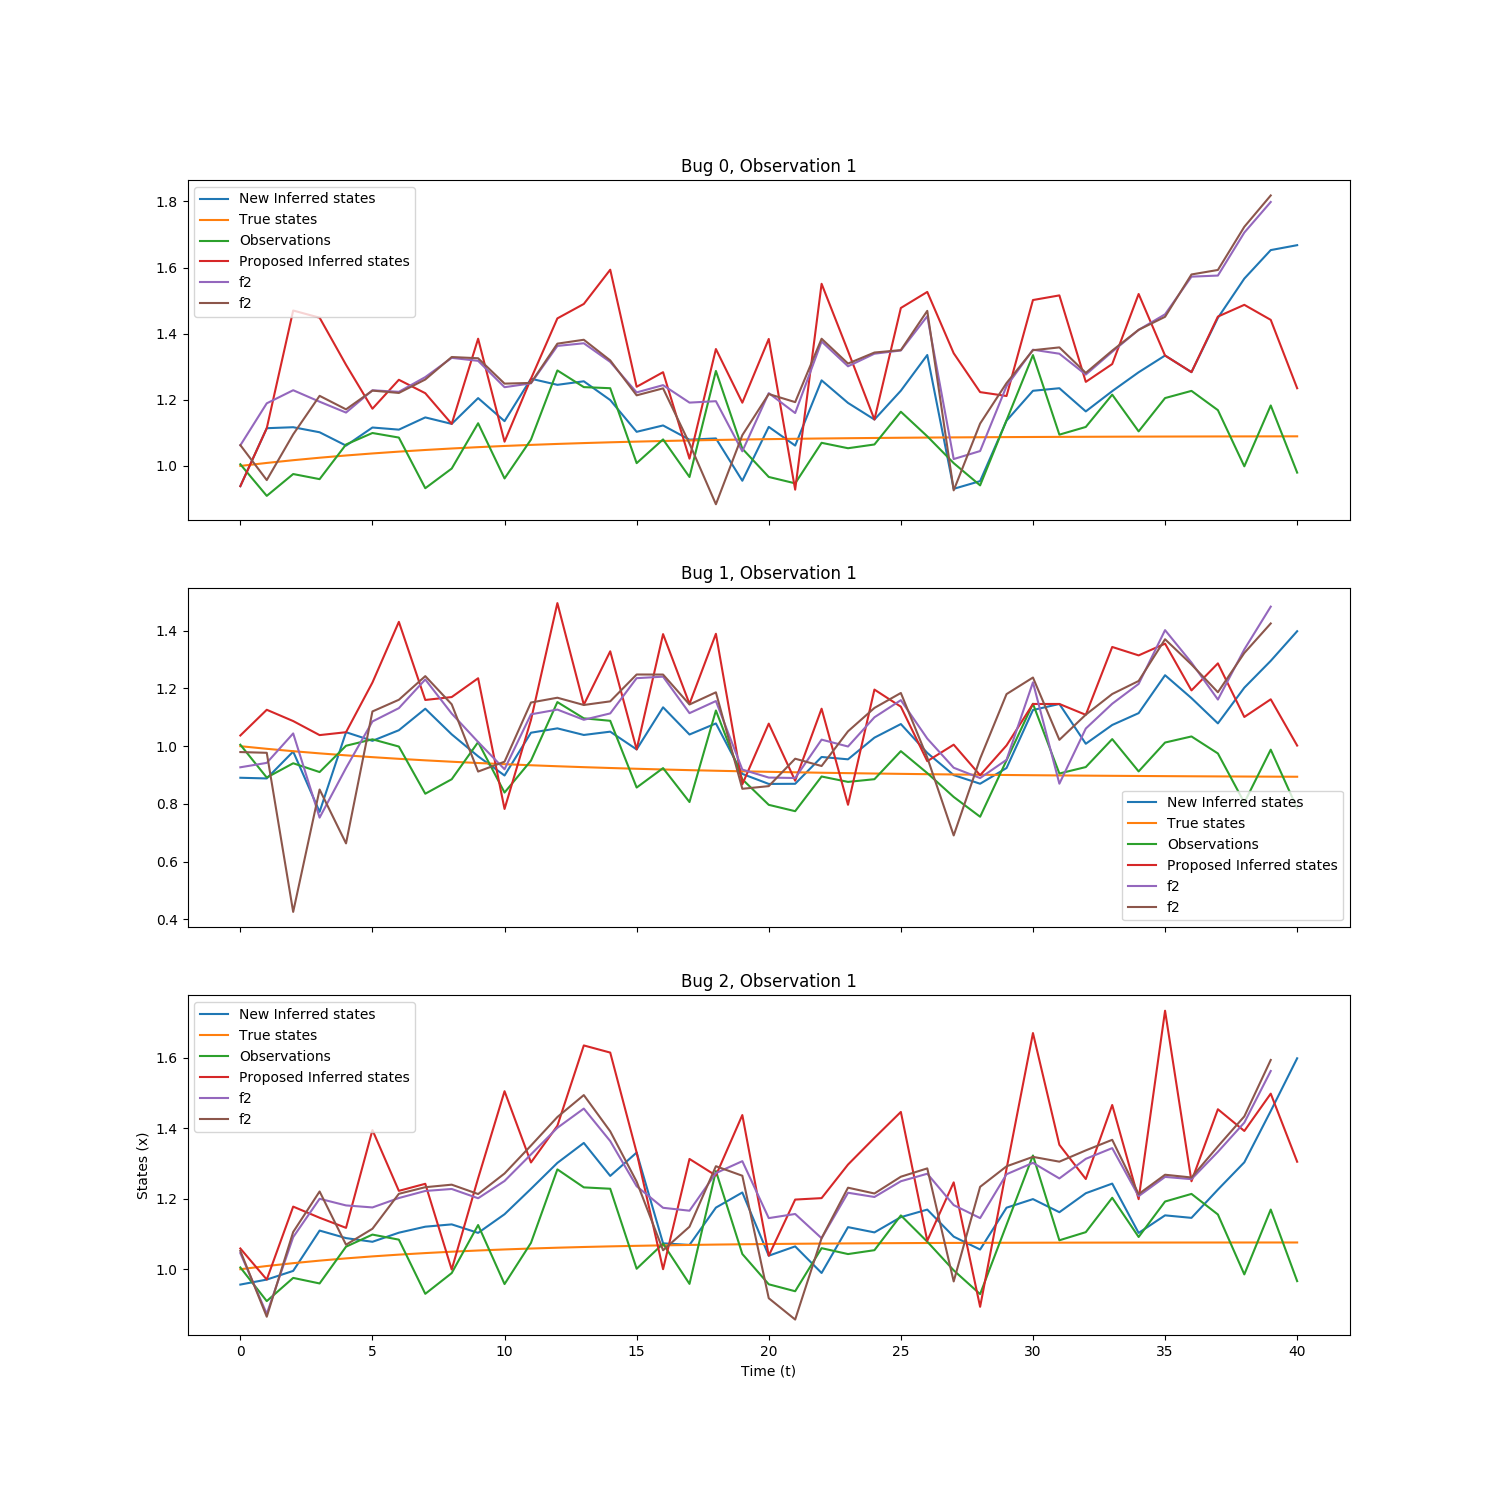 Bug 0, Observation 1
New Inferred states
True states
Observations
Proposed Inferred states
f2
f2
1.8
1.6
1.4
1.2
1.0
Bug 1, Observation 1
1.4
1.2
1.0
0.8
0.6
0.4
New Inferred states
True states
Observations
Proposed Inferred states
f2
f2
Bug 2, Observation 1
New Inferred states
True states
Observations
Proposed Inferred states
f2
f2
1.6
1.4
1.2
1.0
States (x)
0 5 10 15 20 25 30 35 40
Time (t)